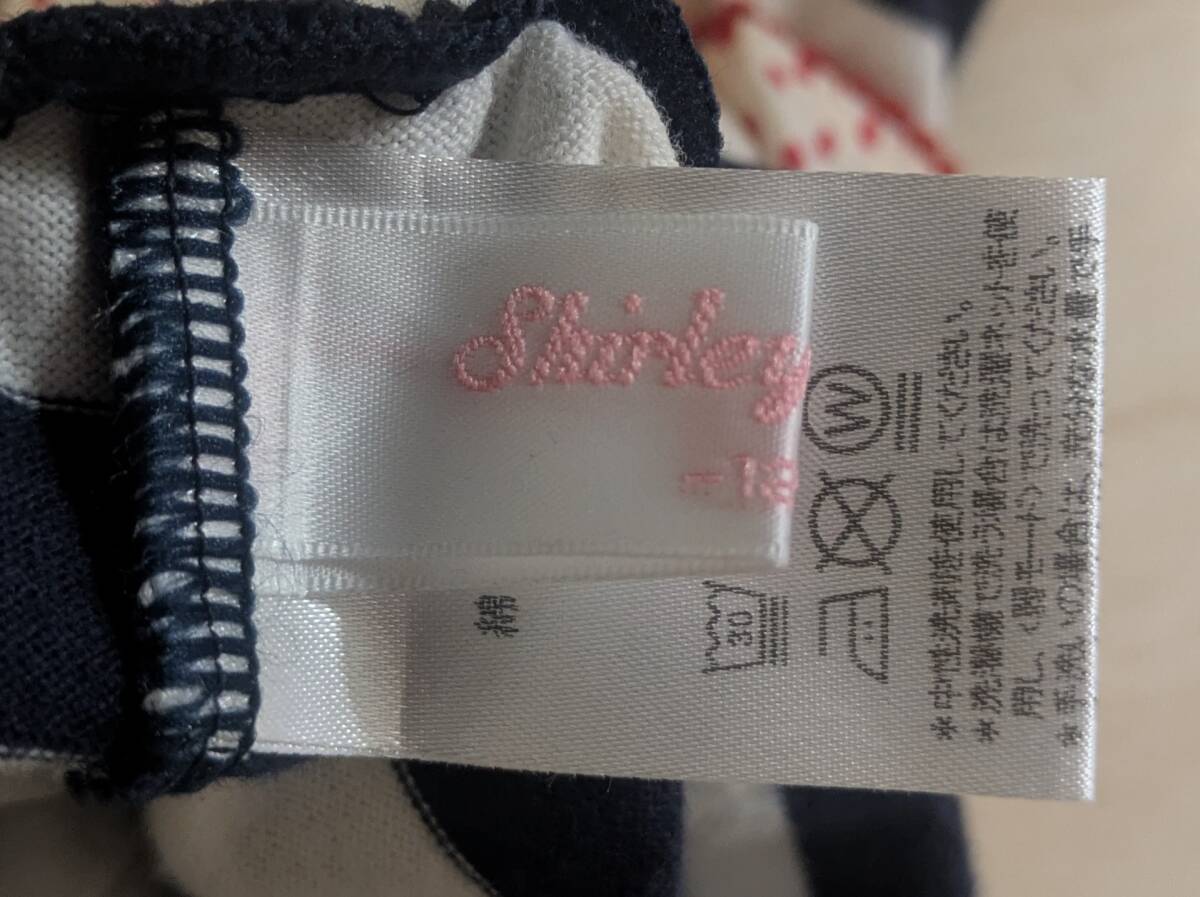 Shirley
綿
30
W
*中性洗剤を使用してください。
*洗濯機で洗う場合は洗濯ネットを使
用し、〈弱モード〉で洗ってください。